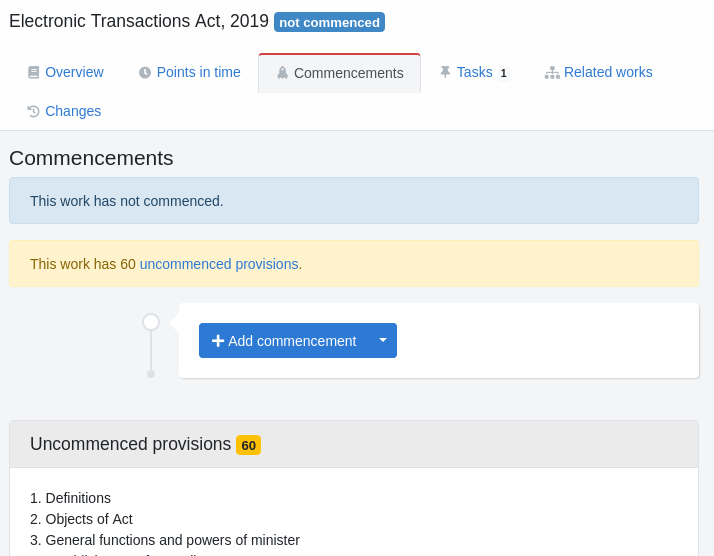 Electronic Transactions Act, 2019 not commenced
Overview Points in time Commencements Tasks 1 Related works
Changes
Commencements
This work has not commenced.
This work has 60 uncommenced provisions.
Add commencement
Uncommenced provisions 60
1. Definitions
2. Objects of Act
3. General functions and powers of minister